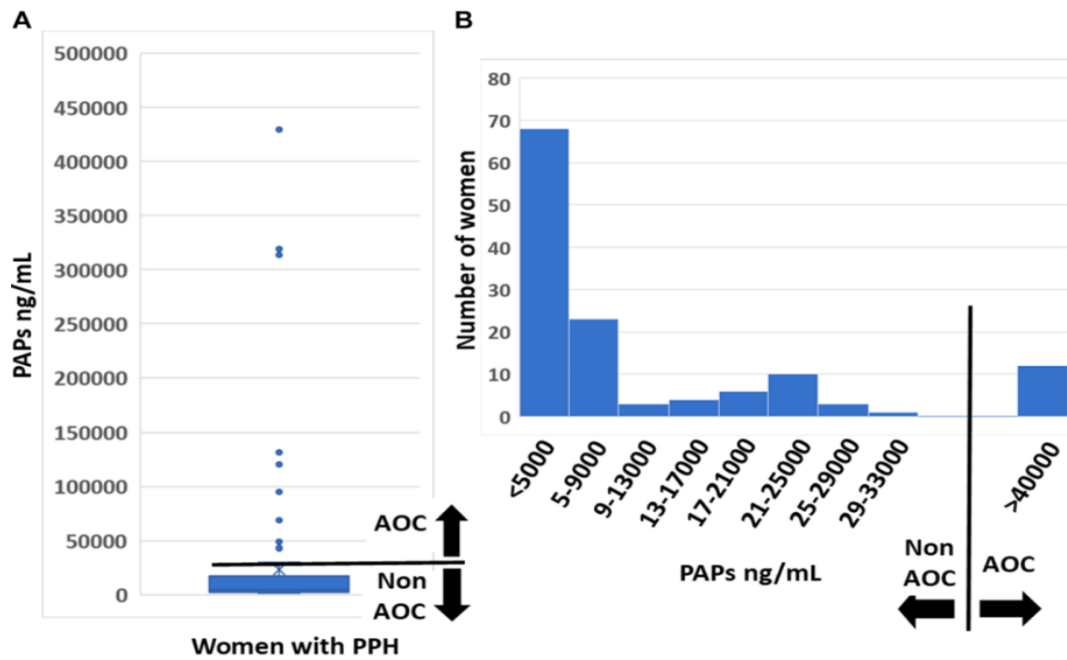 A
500000
450000
400000
350000
300000
250000
200000
150000
100000
50000
0
PAPs ng/mL
AOC
Non
AOC
Women with PPH
B
80
70
60
50
40
30
20
10
0
Number of women
<5000
5-9000
9-13000
13-17000
17-21000
21-25000
25-29000
29-33000
>40000
PAPs ng/mL
Non
AOC
AOC